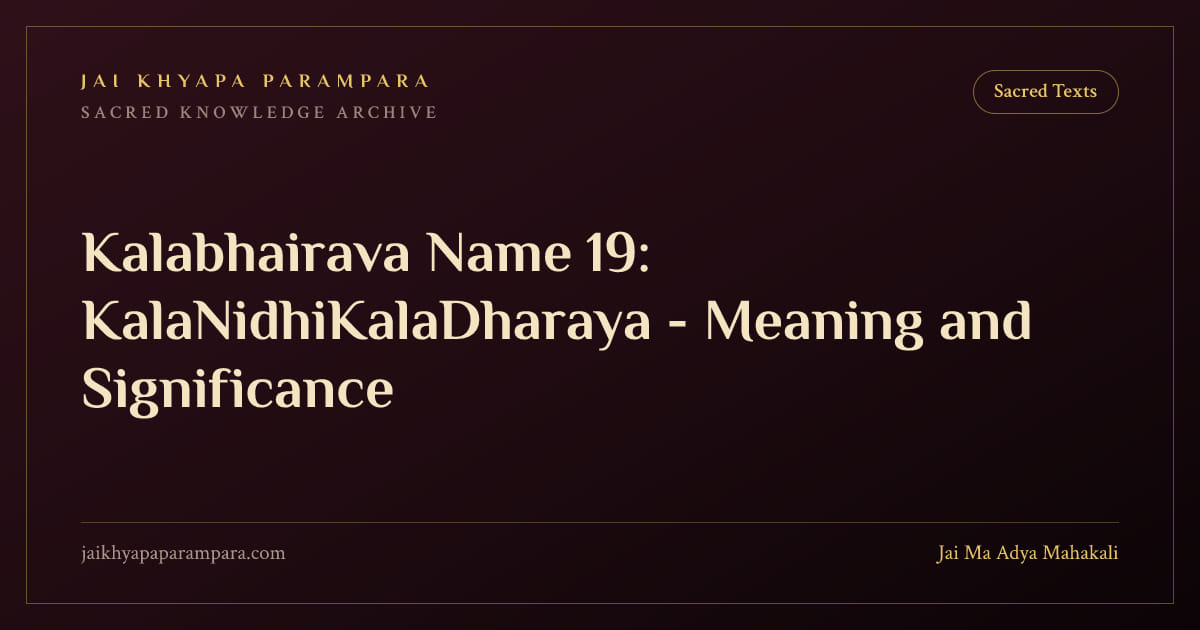 JAI KHYAPA PARAMPARA
SACRED KNOWLEDGE ARCHIVE
Sacred Texts
Kalabhairava Name 19:
KalaNidhiKalaDharaya - Meaning and
Significance
jaikhyapaparampara.com
Jai Ma Adya Mahakali